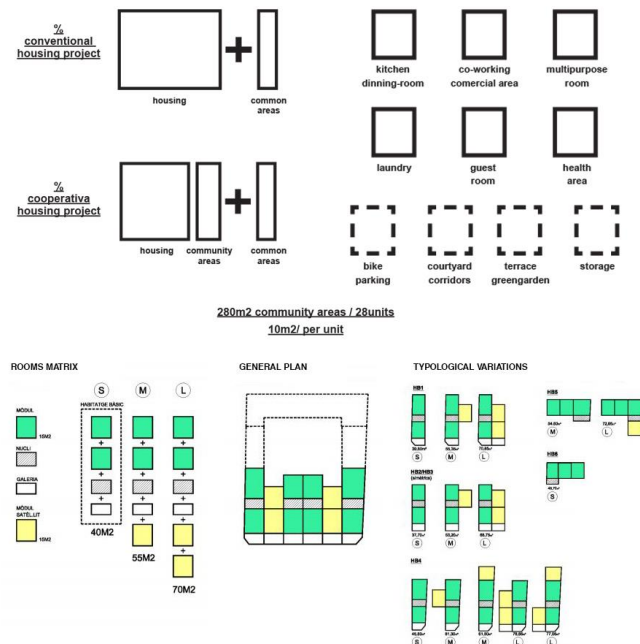 %
conventional
housing project
housing
common
areas
kitchen
dinning-room
co-working
comercial area
multipurpose
room
laundry
guest
room
health
area
%
cooperativa
housing project
housing
community
areas
common
areas
bike
parking
courtyard
corridors
terrace
greengarden
storage
280m2 community areas / 28units
10m2/ per unit
ROOMS MATRIX
GENERAL PLAN
TYPOLOGICAL VARIATIONS
S
M
L
HABITATGE BÀSIC
MÒDUL
15M2
NUCLI
GALERIA
MÒDUL
SATÈL.LIT
15M2
40M2
55M2
70M2
HB1
S
M
L
HB5
M
L
HB2/HB3
(simètrics)
S
M
L
HB6
S
HB4
S
M
M
L
L